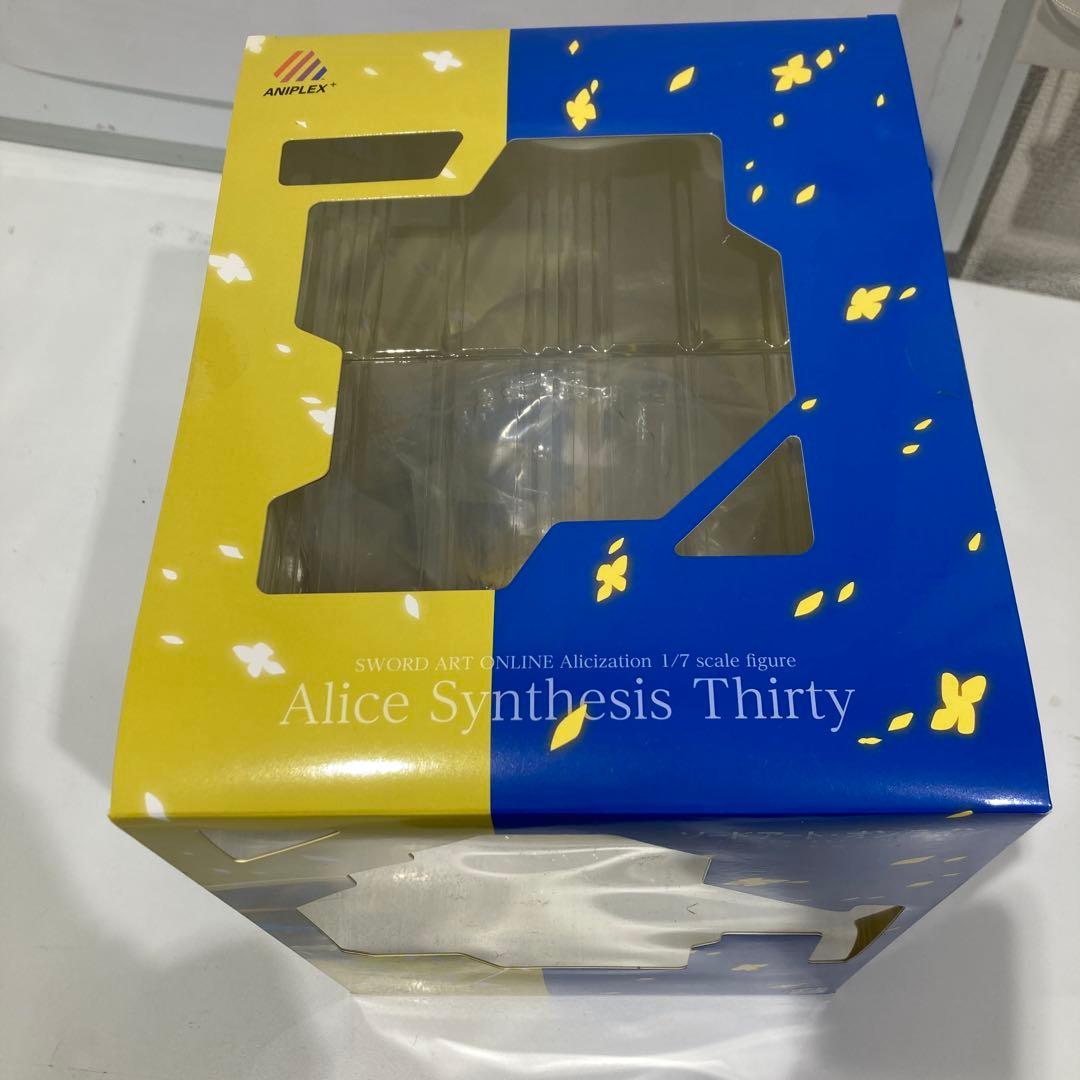 ANIPLEX+
SWORD ART ONLINE Alicization 1/7 scale figure
Alice Synthesis Thirty